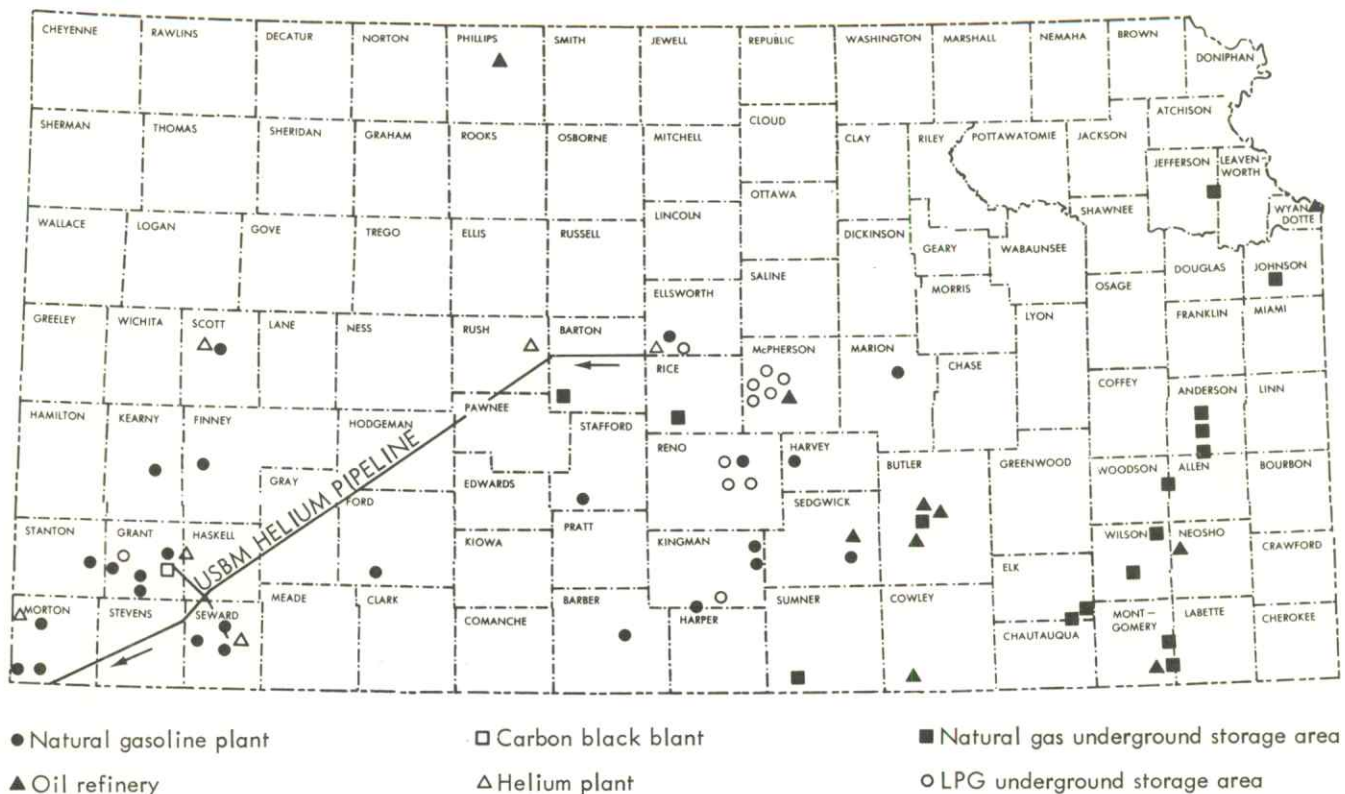 CHEYENNE RAWLINS DECATUR NORTON PHILLIPS SMITH JEWELL REPUBLIC WASHINGTON MARSHALL NEMAHA BROWN
DONIPHAN
ATCHISON
SHERMAN THOMAS SHERIDAN GRAHAM ROOKS OSBORNE MITCHELL CLOUD CLAY RILEY POTTAWATOMIE JACKSON
JEFFERSON LEAVEN-
WORTH
OTTAWA
WALLACE LOGAN GOVE TREGO ELLIS RUSSELL LINCOLN DICKINSON SHAWNEE WYAN-
DOTTE
GEARY WABAUNSEE
SALINE DOUGLAS JOHNSON
ELLSWORTH MORRIS OSAGE
GREELEY WICHITA SCOTT LANE NESS RUSH BARTON LYON FRANKLIN MIAMI
RICE McPHERSON MARION CHASE
COFFEY ANDERSON LINN
HAMILTON KEARNY FINNEY HODGEMAN PAWNEE STAFFORD
RENO HARVEY BUTLER GREENWOOD WOODSON ALLEN BOURBON
GRAY EDWARDS
FORD SEDGWICK
STANTON GRANT HASKELL USBM HELIUM PIPELINE KIOWA PRATT KINGMAN WILSON NEOSHO CRAWFORD
ELK
MORTON STEVENS SEWARD MEADE CLARK COMANCHE BARBER HARPER SUMNER COWLEY CHAUTAUQUA MONT-
GOMERY LABETTE CHEROKEE
Natural gasoline plant Carbon black blant Natural gas underground storage area
Oil refinery Helium plant LPG underground storage area